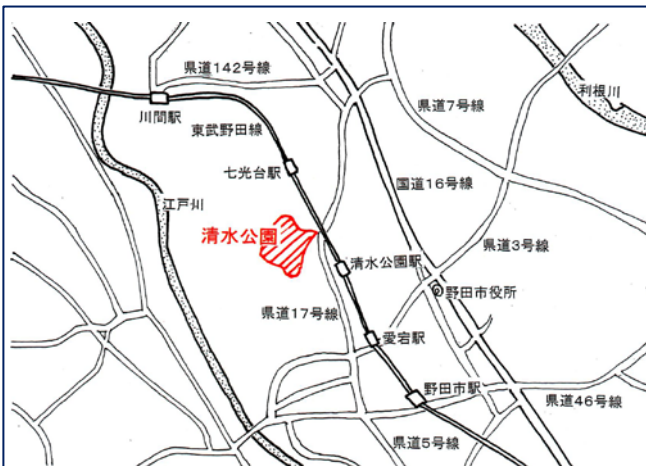 県道142号線
利根川
県道7号線
川間駅
東武野田線
七光台駅
国道16号線
江戸川
清水公園
県道3号線
清水公園駅
野田市役所
県道17号線
愛宕駅
野田市駅
県道46号線
県道5号線